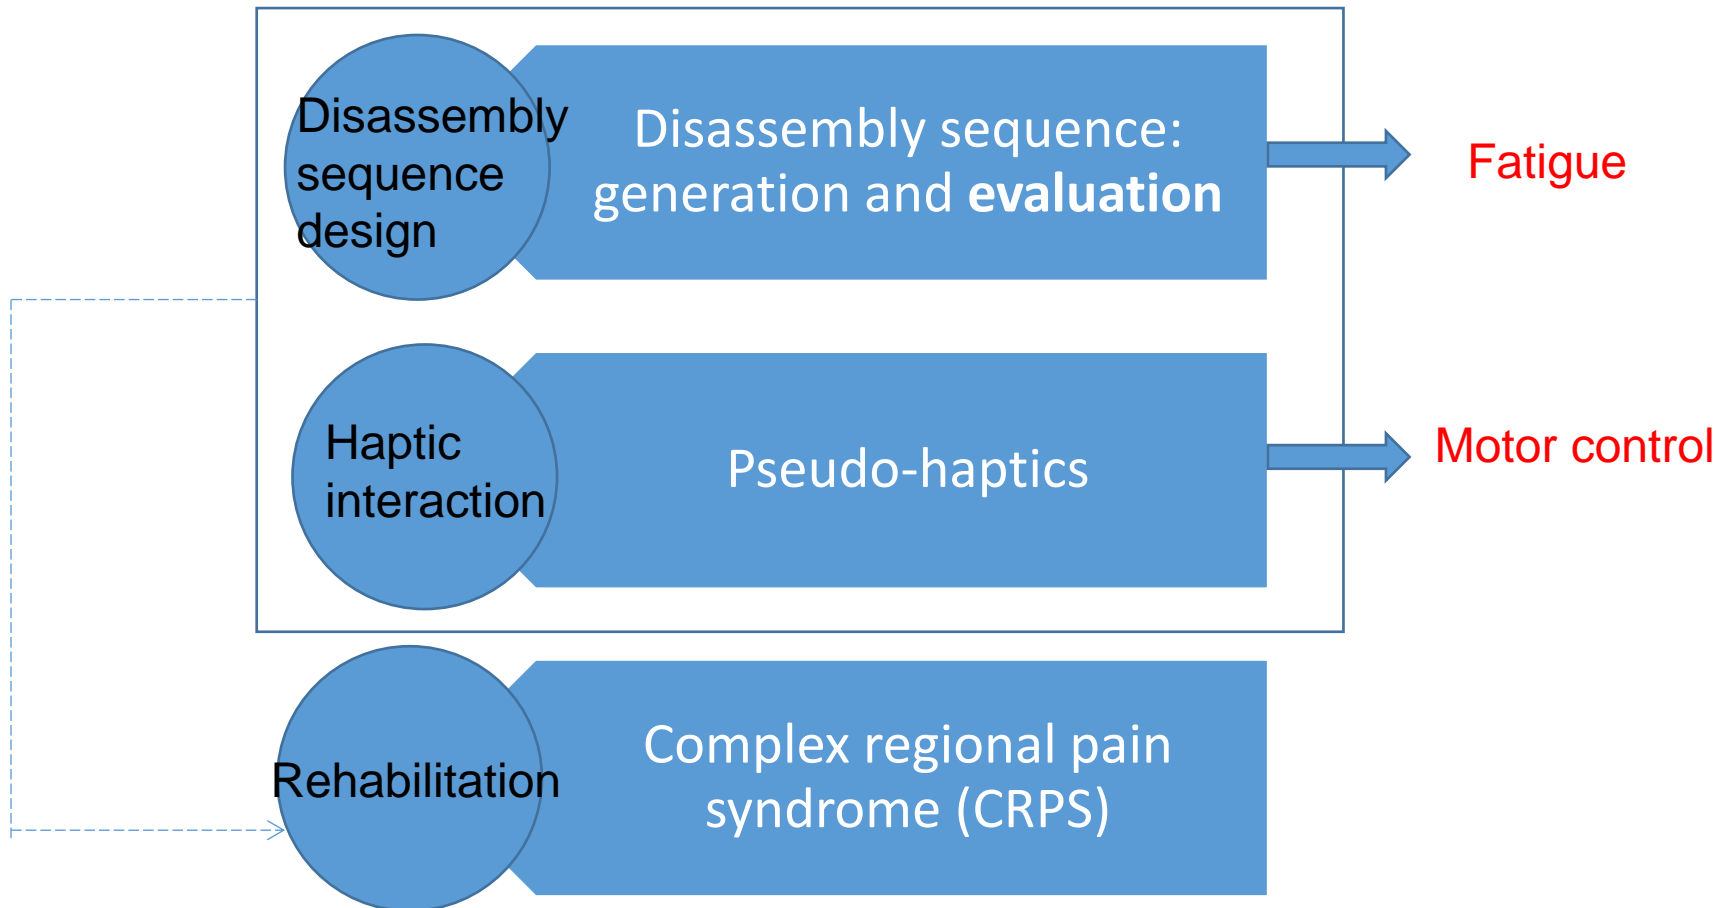 Disassembly
sequence
design
Disassembly sequence:
generation and evaluation
Fatigue
Haptic
interaction
Pseudo-haptics
Motor control
Rehabilitation
Complex regional pain
syndrome (CRPS)